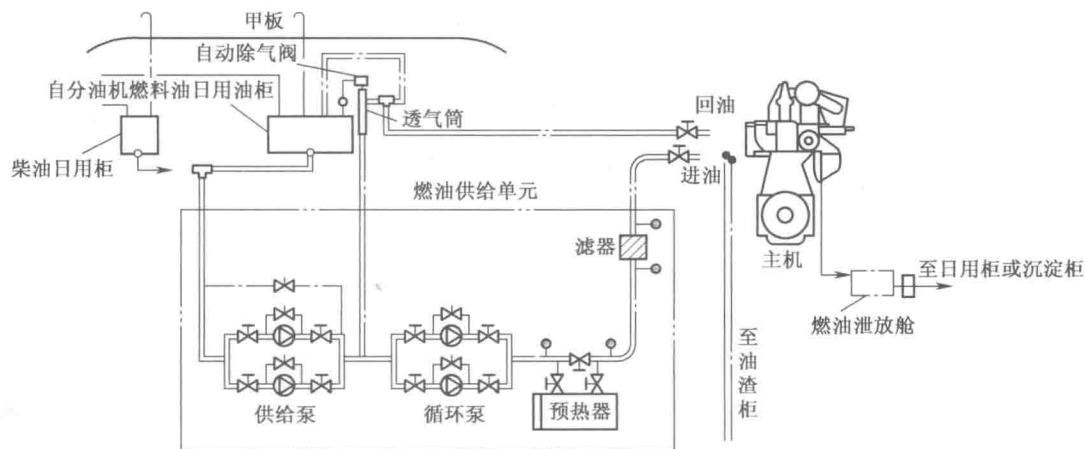 甲板
自动除气阀
自分油机燃料油日用油柜
透气筒
回油
柴油日用柜
进油
燃油供给单元
滤器
主机
至日用柜或沉淀柜
燃油泄放舱
至油渣柜
预热器
供给泵
循环泵